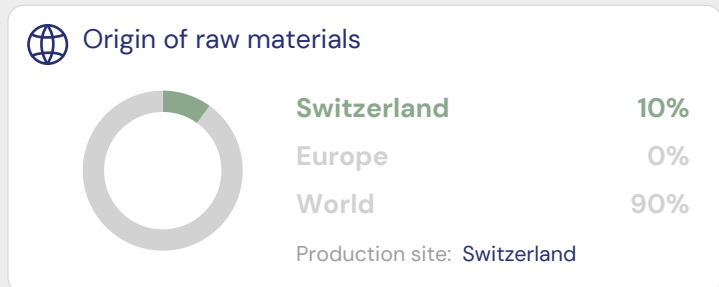 Origin of raw materials
Switzerland 10%
Europe 0%
World 90%
Production site: Switzerland